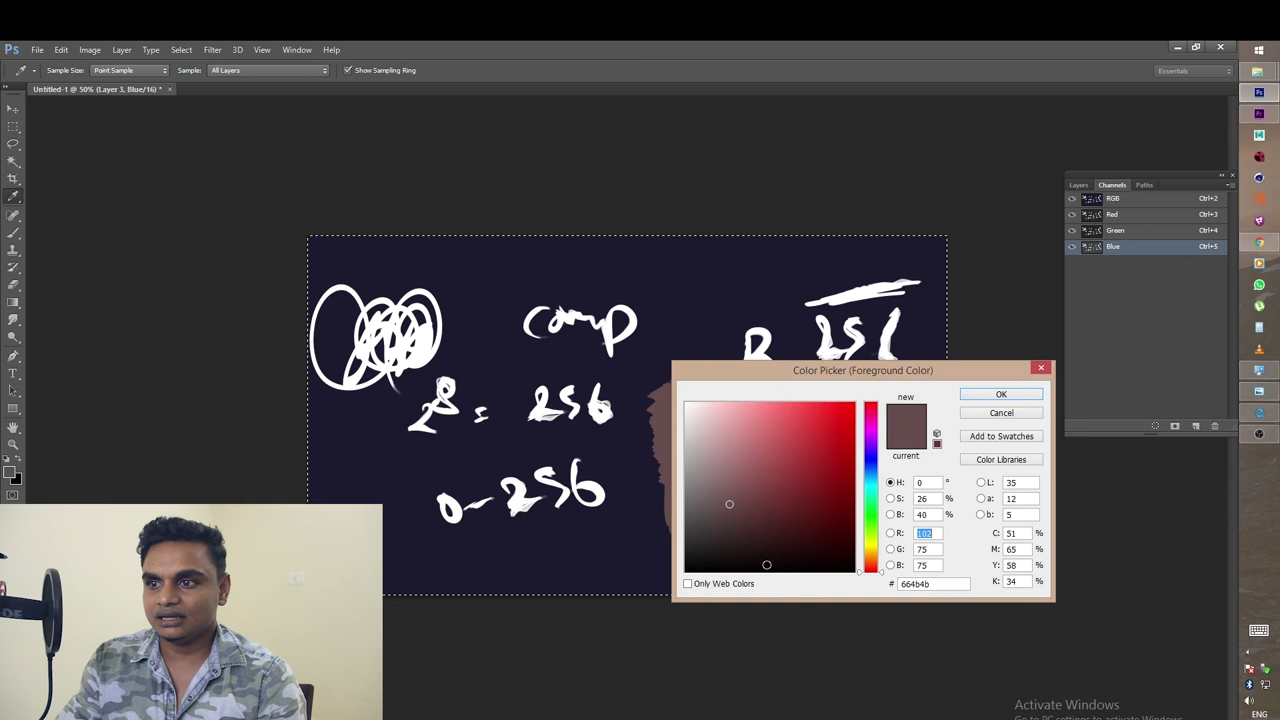 Ps File Edit Image Layer Type Select Filter 3D View Window Help
Sample Size: Point Sample Sample: All Layers Show Sampling Ring Essentials
Untitled-1 @ 50% (Layer 3, Blue/16) * ×
Layers Channels Paths
RGB Ctrl+2
Red Ctrl+3
Green Ctrl+4
Blue Ctrl+5
comp
R 256
2^8 = 256
0-256
Color Picker (Foreground Color)
new
current
OK
Cancel
Add to Swatches
Color Libraries
H: 0 ° L: 35
S: 26 % a: 12
B: 40 % b: 5
R: 102 C: 51 %
G: 75 M: 65 %
B: 75 Y: 58 %
# 664b4b K: 34 %
Only Web Colors
T
Activate Windows
ENG